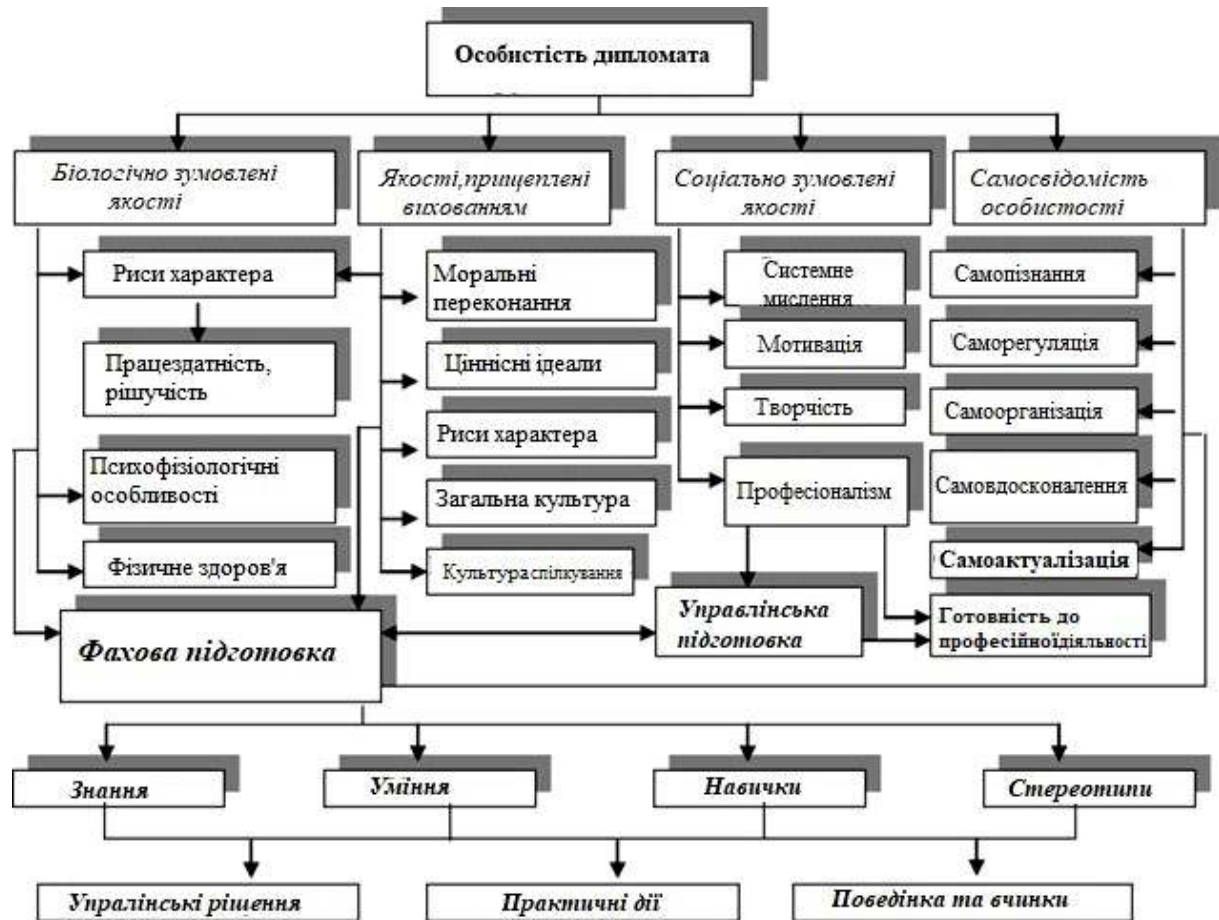 Особистість дипломата
Біологічно зумовлені
якості
Якості,прищеплені
вихованням
Соціально зумовлені
якості
Самосвідомість
особистості
Риси характера
Працездатність,
рішучість
Психофізіологічні
особливості
Фізичне здоров'я
Моральні
переконання
Ціннісні ідеали
Риси характера
Загальна культура
Культураспілкування
Системне
мислення
Мотивація
Творчість
Професіоналізм
Самопізнання
Саморегуляція
Самоорганізація
Самовдосконалення
Самоактуалізація
Фахова підготовка
Управлінська
підготовка
Готовність до
професійноїдіяльності
Знання
Уміння
Навички
Стереотипи
Упралінські рішення
Практичні дії
Поведінка та вчинки